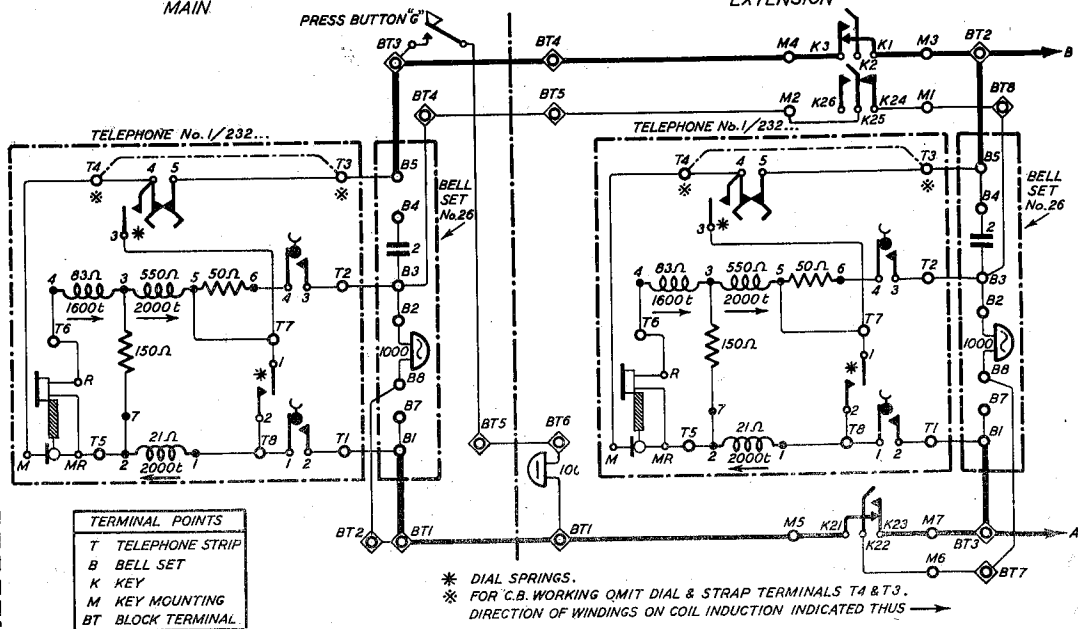 MAIN
EXTENSION
PRESS BUTTON "G"
BT3
BT4
M4
K3
K2
K1
M3
BT2
B
BT4
BT5
M2
K26
K25
K24
M1
BT8
TELEPHONE No. 1/232...
TELEPHONE No. 1/232...
T4
4
5
T3
B5
BELL
SET
No.26
T4
4
5
T3
B5
BELL
SET
No.26
※
※
※
※
B4
B4
3
*
2
3
*
2
4
83Ω
3
550Ω
5
50Ω
6
4
3
T2
B3
4
83Ω
3
550Ω
5
50Ω
6
4
3
T2
B3
1600t
2000t
B2
1600t
2000t
B2
T6
T7
T6
T7
150Ω
1
1000
150Ω
1
1000
R
*
B8
R
*
B8
7
2
B7
7
2
B7
M
MR
T5
2
21Ω
1
T8
1
2
T1
B1
BT5
BT6
M
MR
T5
2
21Ω
1
T8
1
2
T1
B1
2000t
2000t
BT2
BT1
BT1
M5
K21
K22
K23
M7
BT3
A
M6
BT7
TERMINAL POINTS
T TELEPHONE STRIP
B BELL SET
K KEY
M KEY MOUNTING
BT BLOCK TERMINAL
* DIAL SPRINGS.
※ FOR C.B. WORKING OMIT DIAL & STRAP TERMINALS T4 & T3.
DIRECTION OF WINDINGS ON COIL INDUCTION INDICATED THUS →